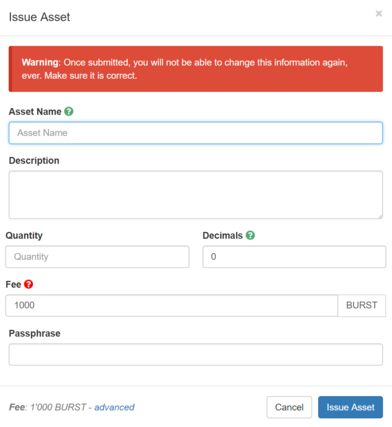 Issue Asset
×
Warning: Once submitted, you will not be able to change this information again,
ever. Make sure it is correct.
Asset Name ?
Asset Name
Description
Quantity Decimals ?
Quantity 0
Fee ?
1000 BURST
Passphrase
Fee: 1'000 BURST - advanced Cancel Issue Asset